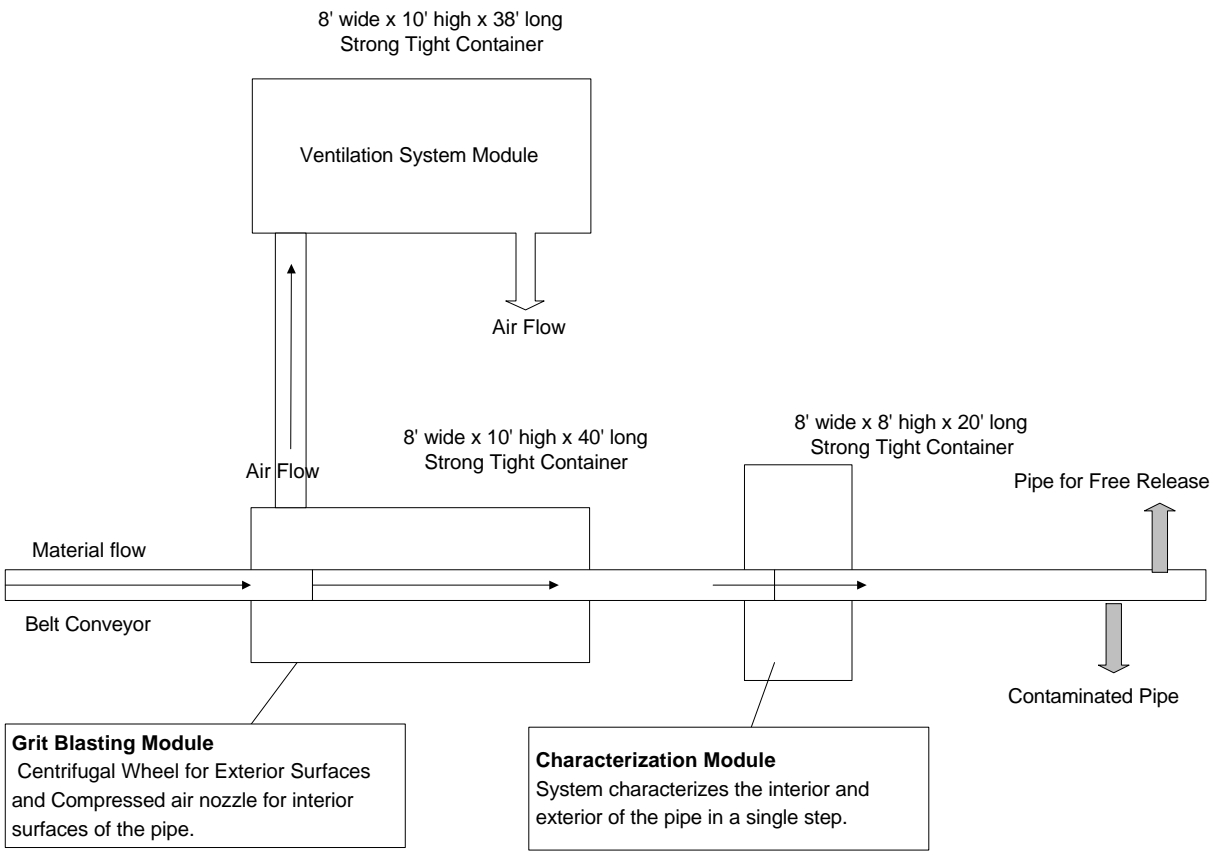 8' wide x 10' high x 38' long
Strong Tight Container
Ventilation System Module
Air Flow
8' wide x 10' high x 40' long
Strong Tight Container
8' wide x 8' high x 20' long
Strong Tight Container
Air Flow
Pipe for Free Release
Material flow
Belt Conveyor
Contaminated Pipe
Grit Blasting Module
Centrifugal Wheel for Exterior Surfaces
and Compressed air nozzle for interior
surfaces of the pipe.
Characterization Module
System characterizes the interior and
exterior of the pipe in a single step.